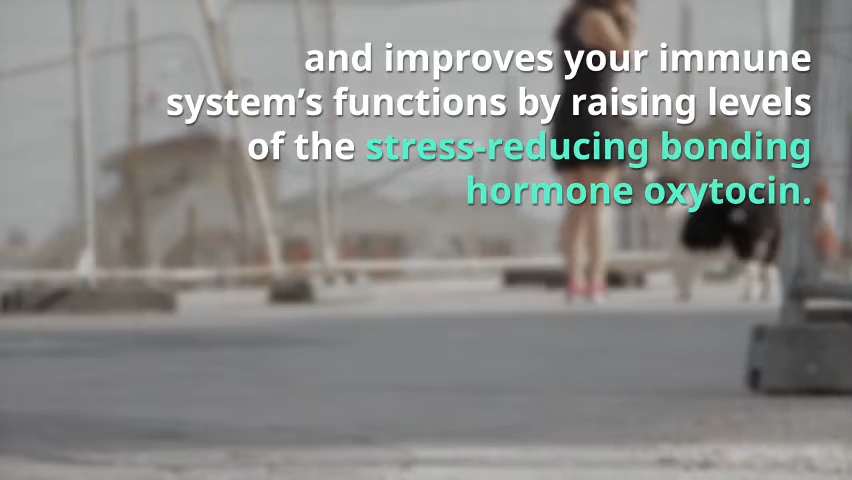 and improves your immune
system’s functions by raising levels
of the stress-reducing bonding
hormone oxytocin.